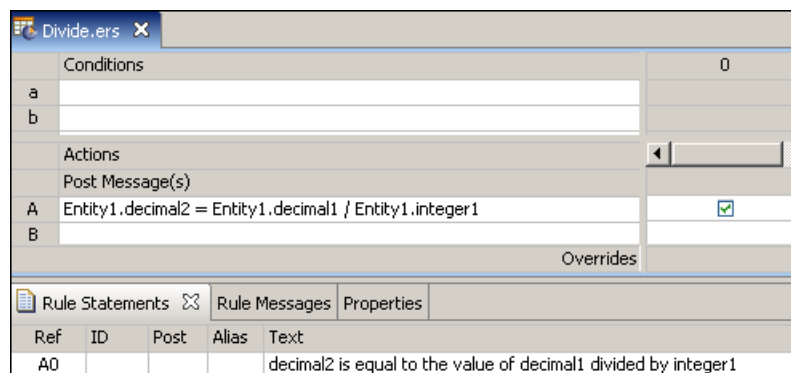 Divide.ers
Conditions 0
a
b
Actions
Post Message(s)
A Entity1.decimal2 = Entity1.decimal1 / Entity1.integer1
B
Overrides
Rule Statements Rule Messages Properties
Ref ID Post Alias Text
A0 decimal2 is equal to the value of decimal1 divided by integer1